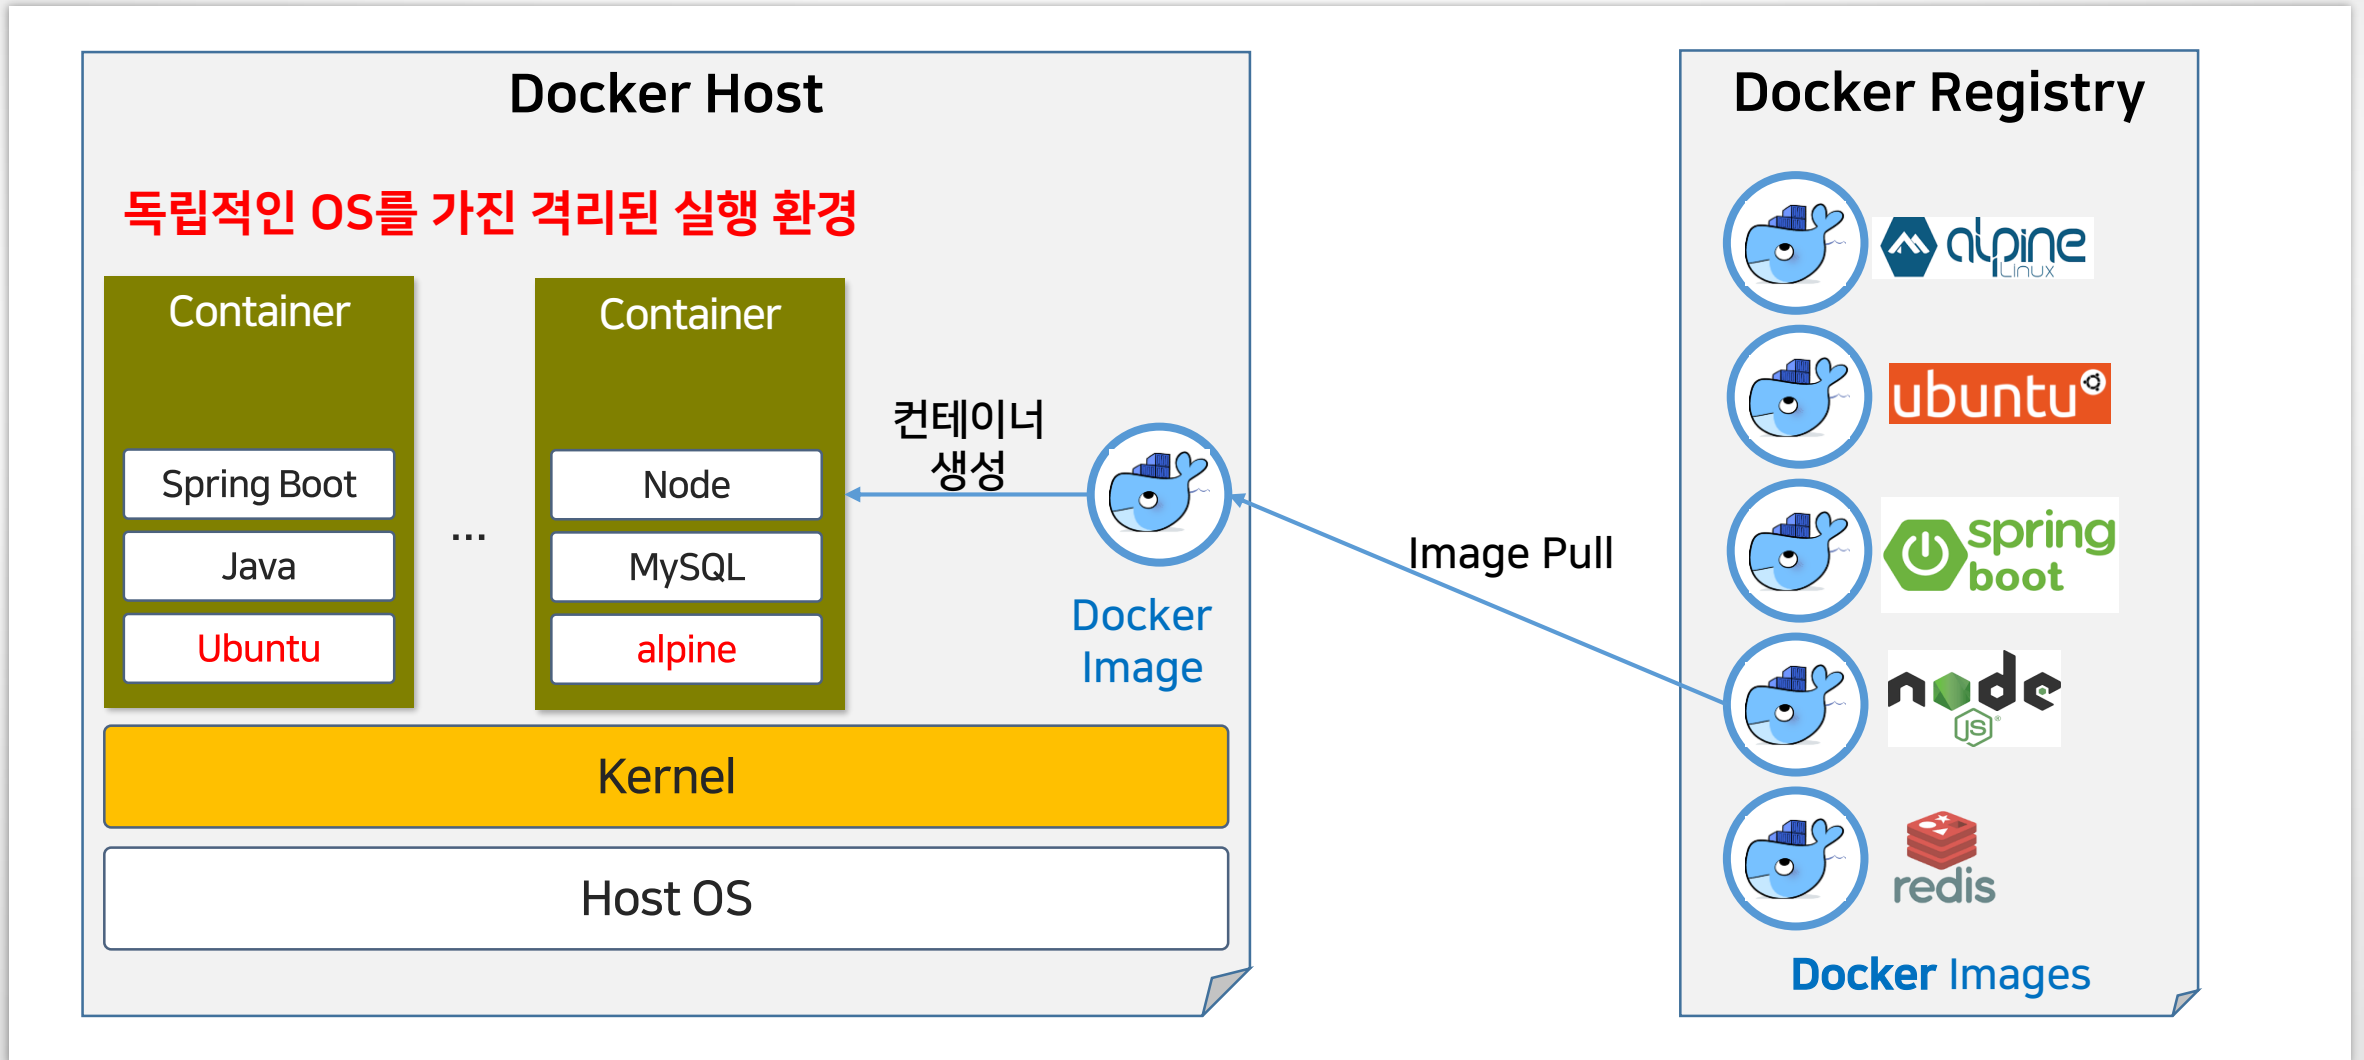 Docker Host
독립적인 OS를 가진 격리된 실행 환경
Container
Spring Boot
Java
Ubuntu
...
Container
Node
MySQL
alpine
컨테이너
생성
Docker
Image
Kernel
Host OS
Image Pull
Docker Registry
alpine
Linux
ubuntu
spring
boot
node
JS
redis
Docker Images